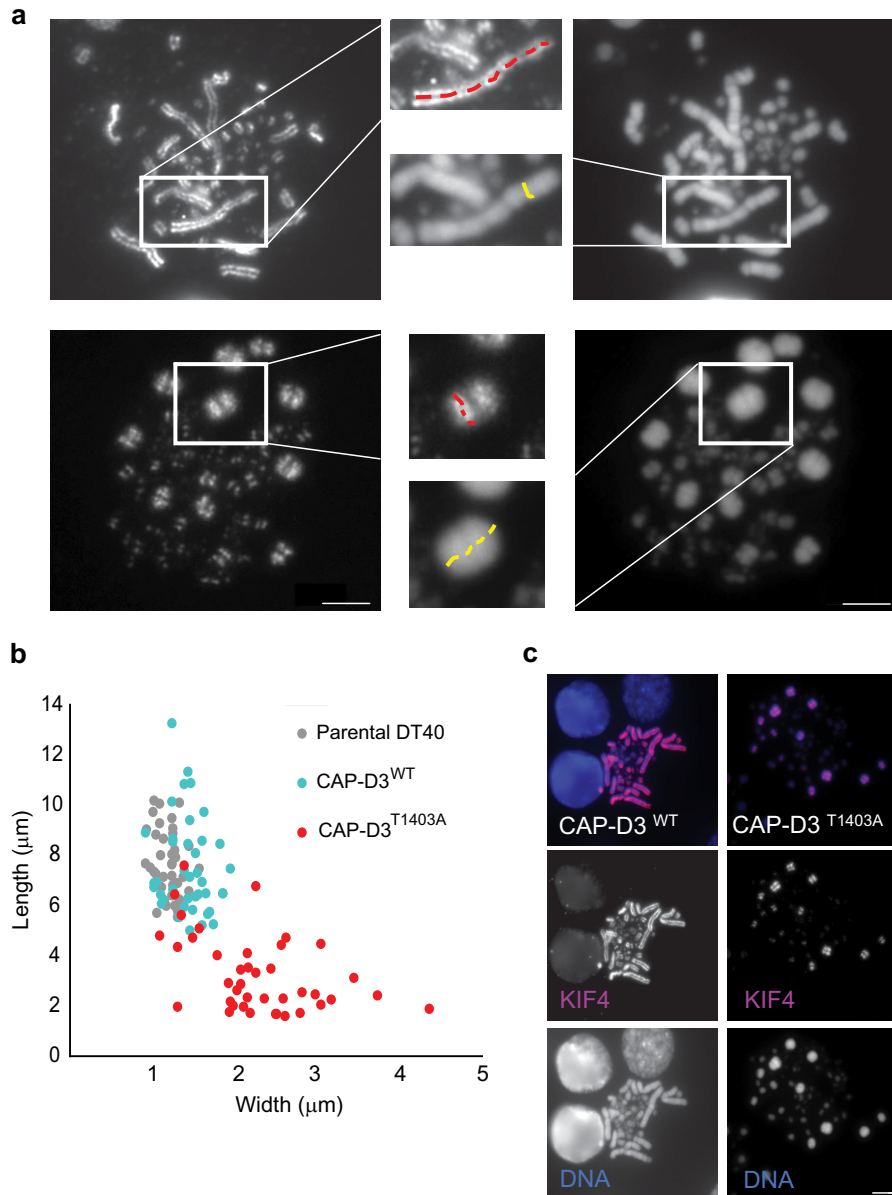 a
b
14
12
10
8
6
4
2
0
Length (μm)
1
2
3
4
5
Width (μm)
Parental DT40
CAP-D3WT
CAP-D3T1403A
c
CAP-D3 WT
CAP-D3 T1403A
KIF4
KIF4
DNA
DNA